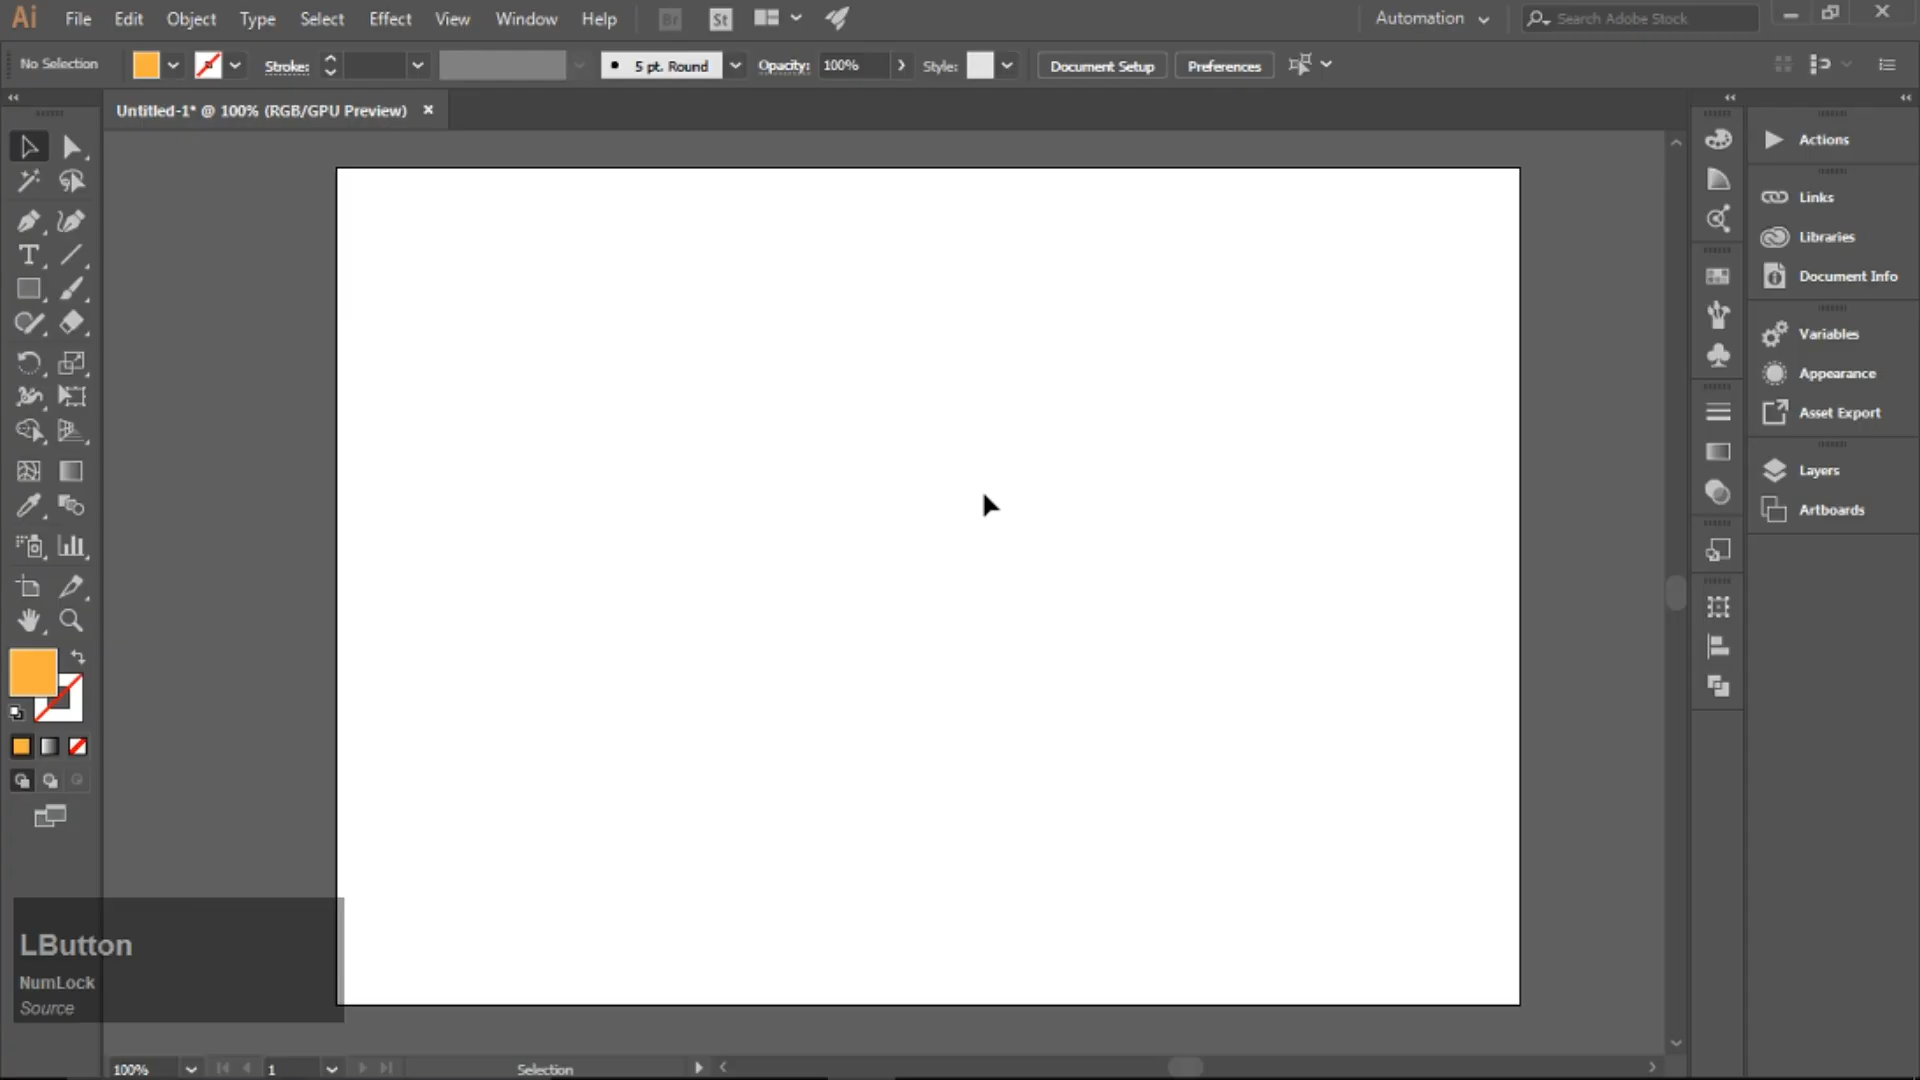 Ai File Edit Object Type Select Effect View Window Help Br St Automation Search Adobe Stock
No Selection Stroke: 5 pt. Round Opacity: 100% Style: Document Setup Preferences
Untitled-1* @ 100% (RGB/GPU Preview)
Actions
Links
Libraries
Document Info
Variables
Appearance
Asset Export
Layers
Artboards
LButton
NumLock
Source
100% 1 Selection